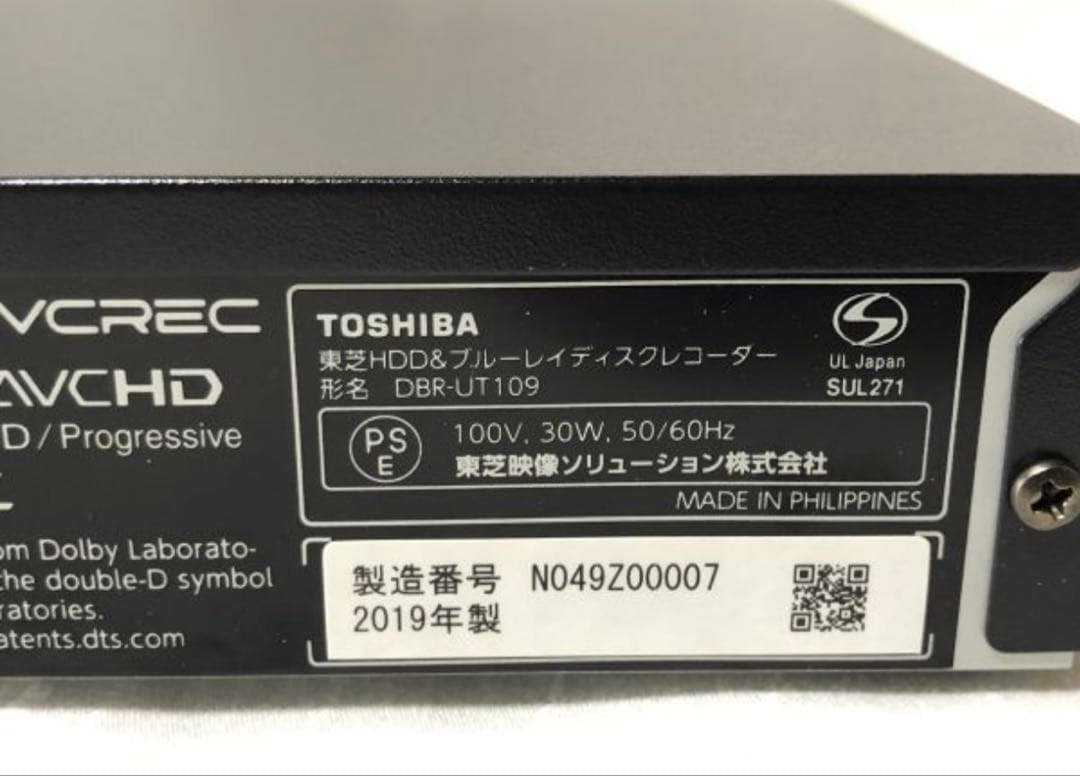 VCREC
AVCHD
D / Progressive
om Dolby Laborato-
the double-D symbol
ratories.
atents.dts.com
TOSHIBA
東芝HDD&ブルーレイディスクレコーダー
形名 DBR-UT109
UL Japan
SUL271
PS
E
100V, 30W, 50/60Hz
東芝映像ソリューション株式会社
MADE IN PHILIPPINES
製造番号 N049Z00007
2019年製